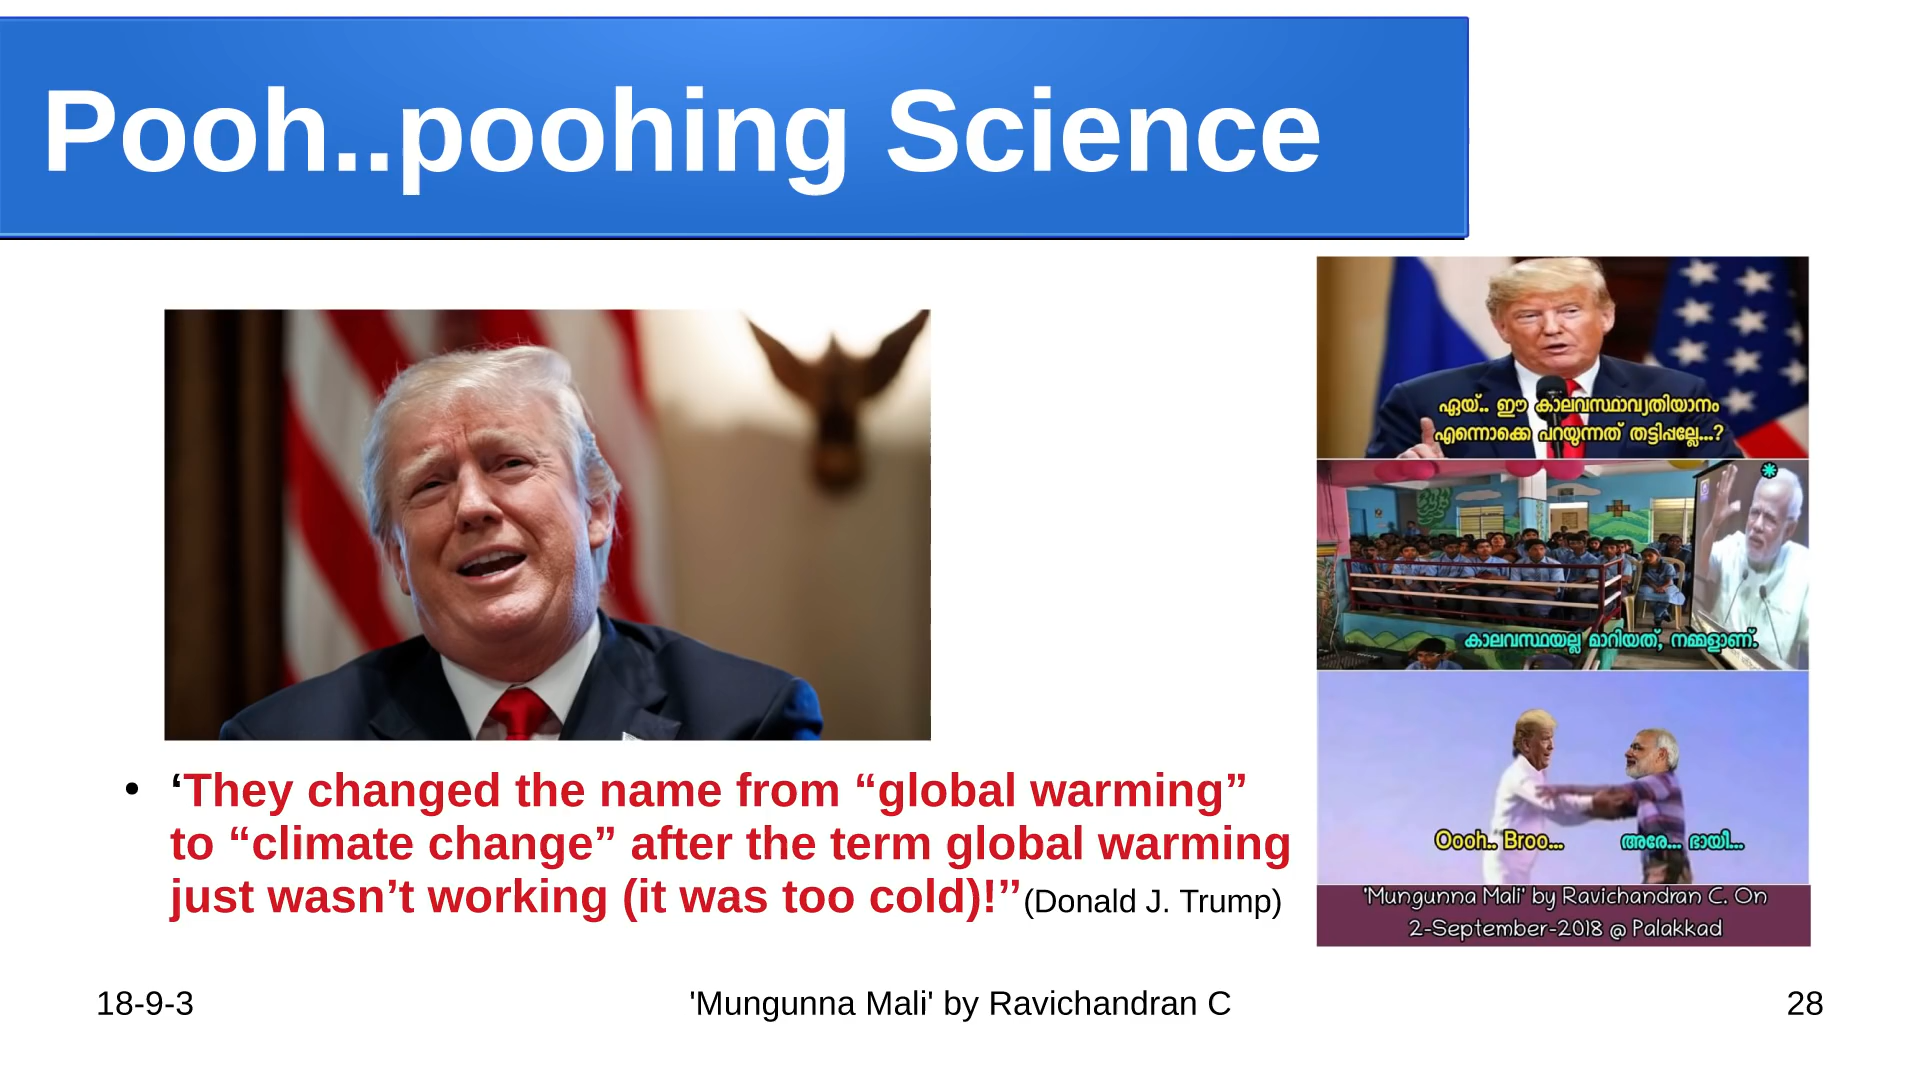 Pooh..poohing Science
ഏയ്.. ഈ കാലവസ്ഥാവ്യതിയാനം
എന്നൊക്കെ പറയുന്നത് തട്ടിപ്പല്ലേ...?
കാലവസ്ഥയല്ല മാറിയത്, നമ്മളാണ്.
Oooh.. Broo...
അരേ... ഭായീ...
'Mungunna Mali' by Ravichandran C. On
2-September-2018 @ Palakkad
• ‘They changed the name from “global warming”
to “climate change” after the term global warming
just wasn’t working (it was too cold)!”(Donald J. Trump)
18-9-3
'Mungunna Mali' by Ravichandran C
28